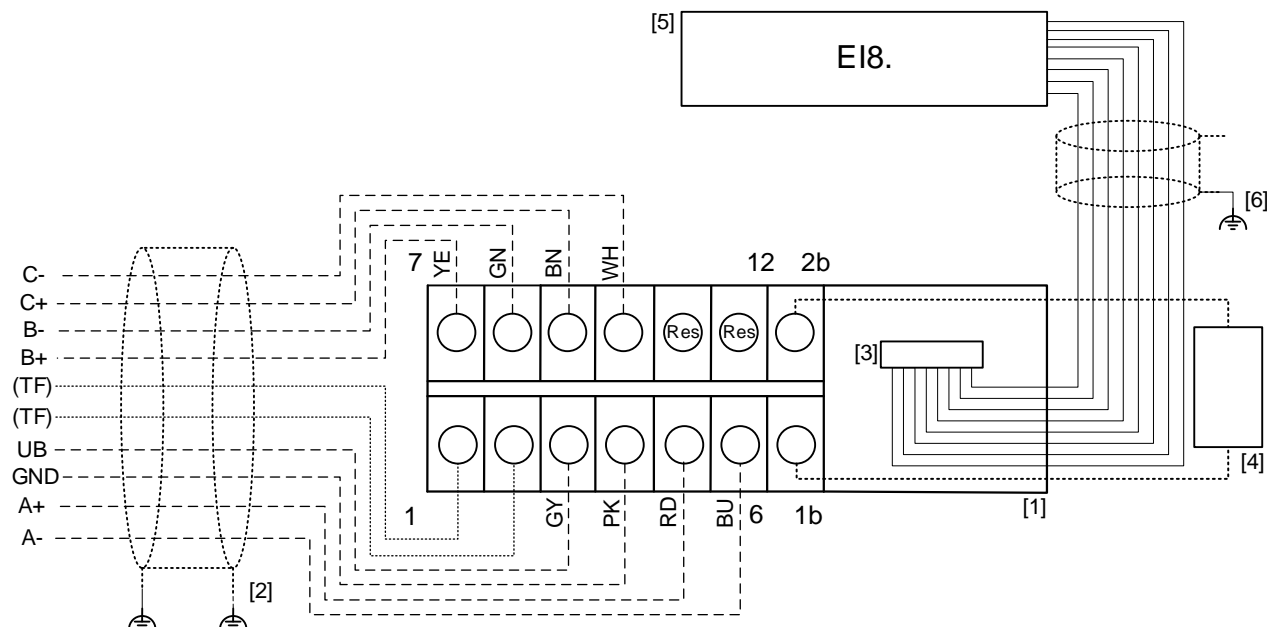 [5]
EI8.
[6]
7 YE GN BN WH 12 2b
C-
C+
B-
B+
(TF)
(TF)
UB
GND
A+
A-
Res Res
[3]
[4]
1 GY PK RD BU 6 1b
[1]
[2]